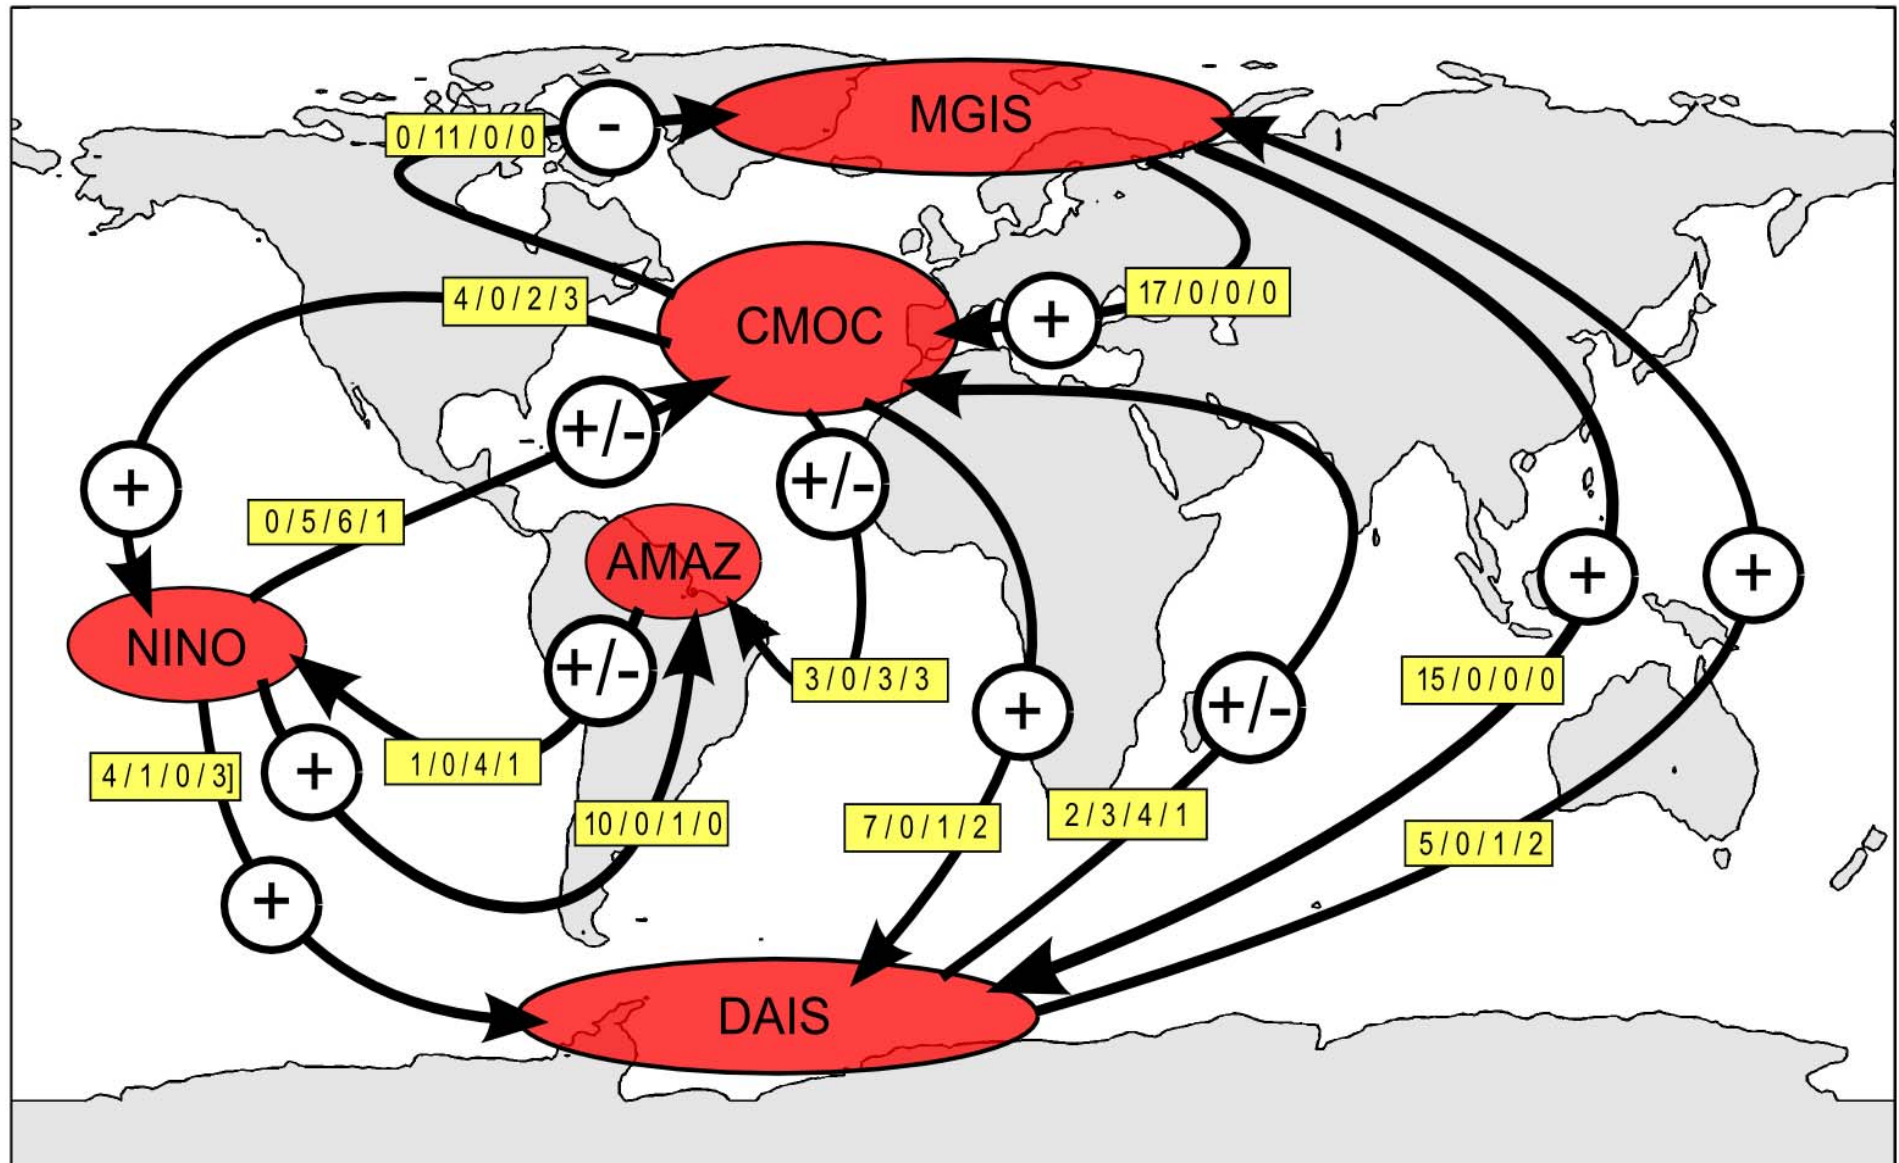 MGIS
0 / 11 / 0 / 0
-
17 / 0 / 0 / 0
+
4 / 0 / 2 / 3
CMOC
+/-
+/-
+
0 / 5 / 6 / 1
AMAZ
+
+
NINO
+/-
3 / 0 / 3 / 3
15 / 0 / 0 / 0
+
+/-
1 / 0 / 4 / 1
4 / 1 / 0 / 3]
+
10 / 0 / 1 / 0
7 / 0 / 1 / 2
2 / 3 / 4 / 1
5 / 0 / 1 / 2
+
DAIS